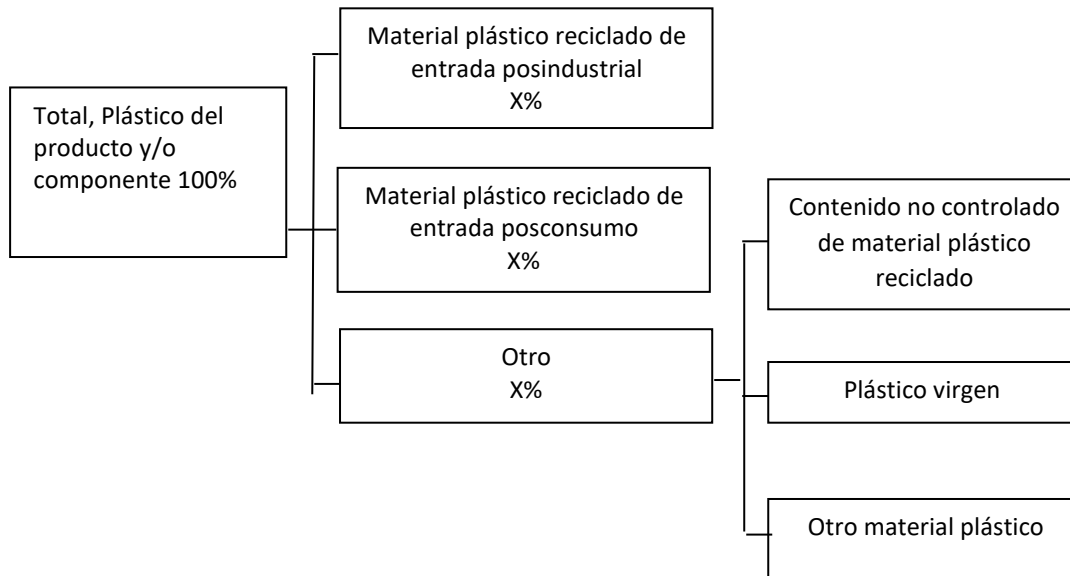 Material plástico reciclado de
entrada posindustrial
X%
Total, Plástico del
producto y/o
componente 100%
Material plástico reciclado de
entrada posconsumo
X%
Contenido no controlado
de material plástico
reciclado
Otro
X%
Plástico virgen
Otro material plástico